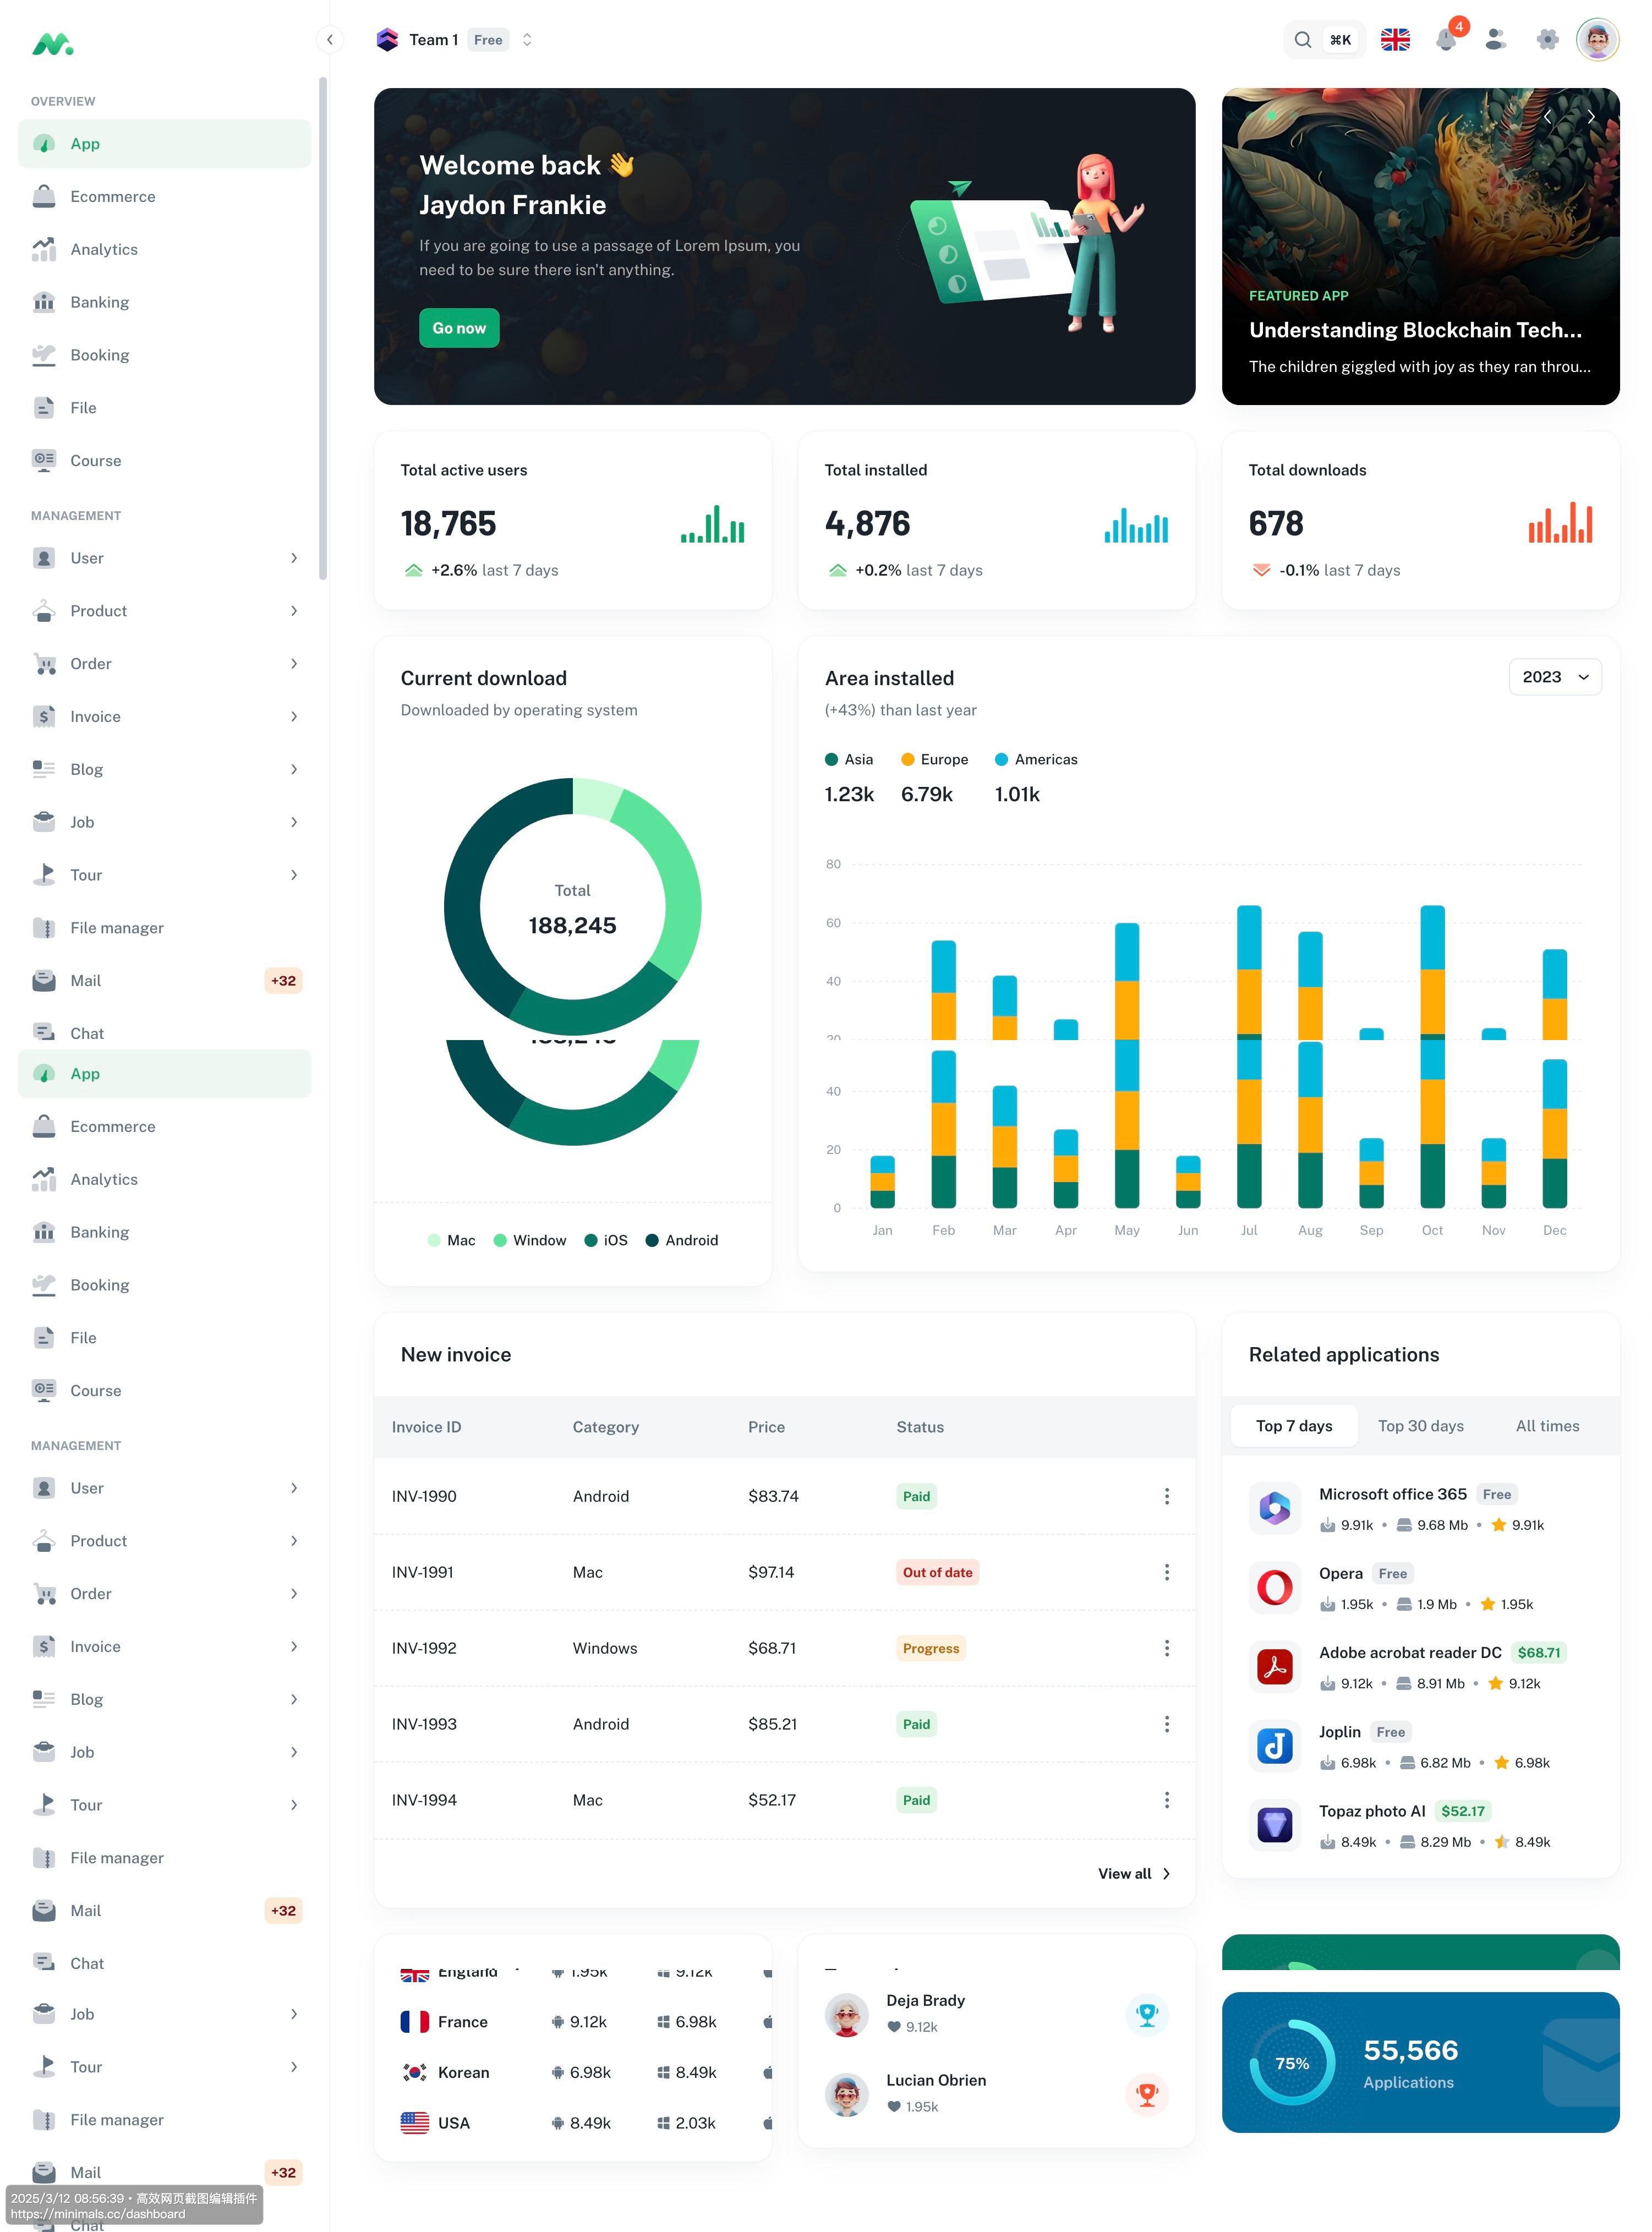 Team 1 Free
⌘K
4
OVERVIEW
App
Ecommerce
Analytics
Banking
Booking
File
Course
MANAGEMENT
User
Product
Order
Invoice
Blog
Job
Tour
File manager
Mail +32
Chat
App
Ecommerce
Analytics
Banking
Booking
File
Course
MANAGEMENT
User
Product
Order
Invoice
Blog
Job
Tour
File manager
Mail +32
Chat
Job
Tour
File manager
Mail +32
Chat
2025/3/12 08:56:39 • 高效网页截图编辑插件
https://minimals.cc/dashboard
Welcome back 👋
Jaydon Frankie
If you are going to use a passage of Lorem Ipsum, you
need to be sure there isn't anything.
Go now
FEATURED APP
Understanding Blockchain Tech...
The children giggled with joy as they ran throu...
Total active users
18,765
+2.6% last 7 days
Total installed
4,876
+0.2% last 7 days
Total downloads
678
-0.1% last 7 days
Current download
Downloaded by operating system
Total
188,245
Mac Window iOS Android
Area installed
(+43%) than last year
2023
Asia Europe Americas
1.23k 6.79k 1.01k
80
60
40
20
40
20
0
Jan Feb Mar Apr May Jun Jul Aug Sep Oct Nov Dec
New invoice
Invoice ID Category Price Status
INV-1990 Android $83.74 Paid
INV-1991 Mac $97.14 Out of date
INV-1992 Windows $68.71 Progress
INV-1993 Android $85.21 Paid
INV-1994 Mac $52.17 Paid
View all
Related applications
Top 7 days Top 30 days All times
Microsoft office 365 Free
9.91k • 9.68 Mb • 9.91k
Opera Free
1.95k • 1.9 Mb • 1.95k
Adobe acrobat reader DC $68.71
9.12k • 8.91 Mb • 9.12k
Joplin Free
6.98k • 6.82 Mb • 6.98k
Topaz photo AI $52.17
8.49k • 8.29 Mb • 8.49k
England 1.95k 9.12k
France 9.12k 6.98k
Korean 6.98k 8.49k
USA 8.49k 2.03k
Deja Brady
9.12k
Lucian Obrien
1.95k
75%
55,566
Applications